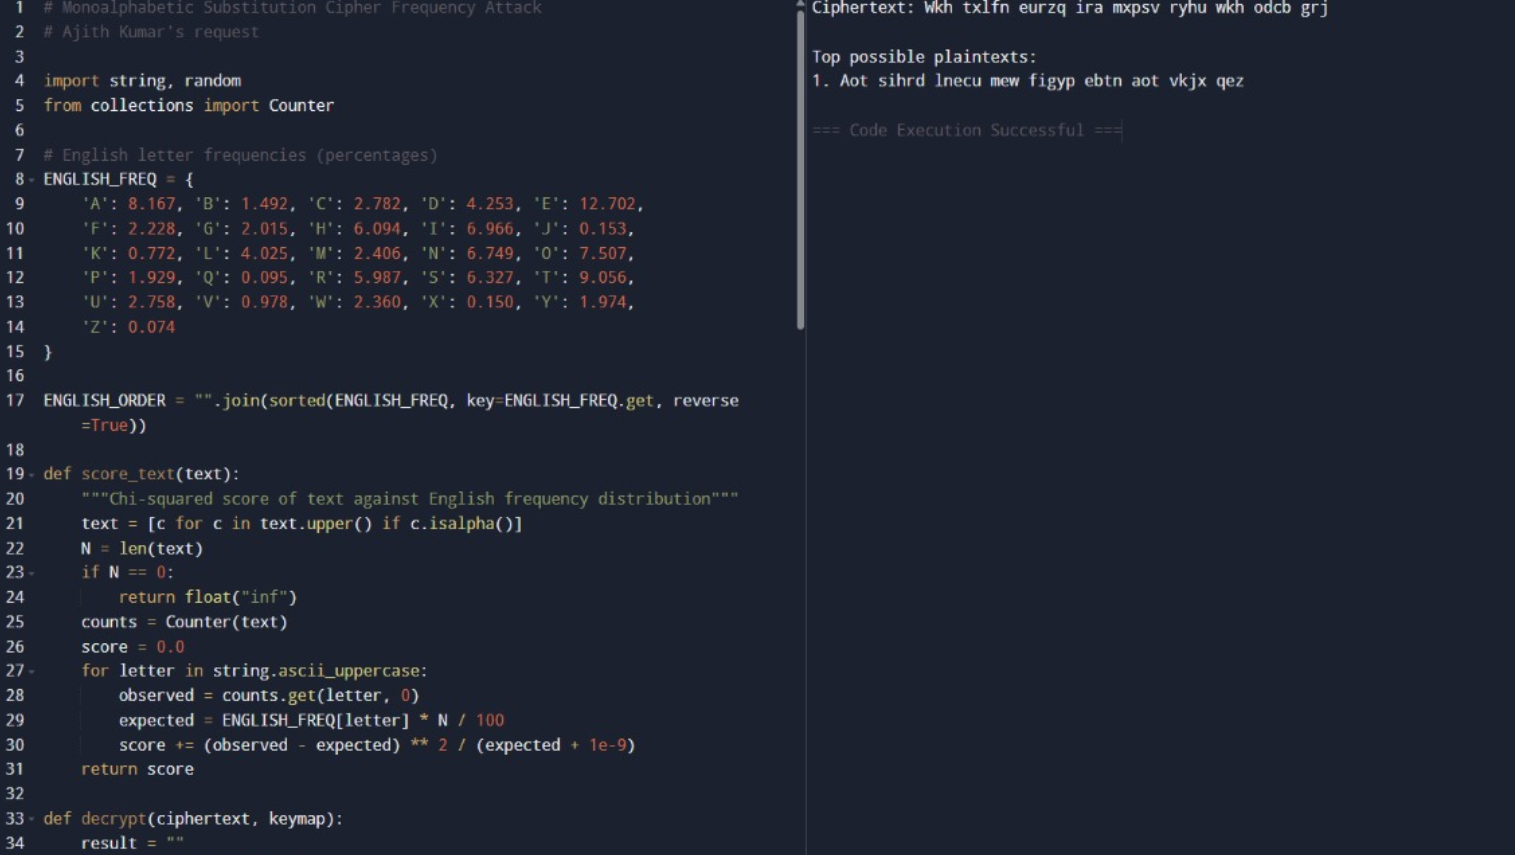 1 # Monoalphabetic Substitution Cipher Frequency Attack
2 # Ajith Kumar's request
3
4 import string, random
5 from collections import Counter
6
7 # English letter frequencies (percentages)
8 ENGLISH_FREQ = {
9 'A': 8.167, 'B': 1.492, 'C': 2.782, 'D': 4.253, 'E': 12.702,
10 'F': 2.228, 'G': 2.015, 'H': 6.094, 'I': 6.966, 'J': 0.153,
11 'K': 0.772, 'L': 4.025, 'M': 2.406, 'N': 6.749, 'O': 7.507,
12 'P': 1.929, 'Q': 0.095, 'R': 5.987, 'S': 6.327, 'T': 9.056,
13 'U': 2.758, 'V': 0.978, 'W': 2.360, 'X': 0.150, 'Y': 1.974,
14 'Z': 0.074
15 }
16
17 ENGLISH_ORDER = "".join(sorted(ENGLISH_FREQ, key=ENGLISH_FREQ.get, reverse
=True))
18
19 def score_text(text):
20 """Chi-squared score of text against English frequency distribution"""
21 text = [c for c in text.upper() if c.isalpha()]
22 N = len(text)
23 if N == 0:
24 return float("inf")
25 counts = Counter(text)
26 score = 0.0
27 for letter in string.ascii_uppercase:
28 observed = counts.get(letter, 0)
29 expected = ENGLISH_FREQ[letter] * N / 100
30 score += (observed - expected) ** 2 / (expected + 1e-9)
31 return score
32
33 def decrypt(ciphertext, keymap):
34 result = ""
Ciphertext: Wkh txlfn eurzq ira mxpsv ryhu wkh odcb grj
Top possible plaintexts:
1. Aot sihrd lnecu mew figyp ebtn aot vkjx qez
=== Code Execution Successful ===